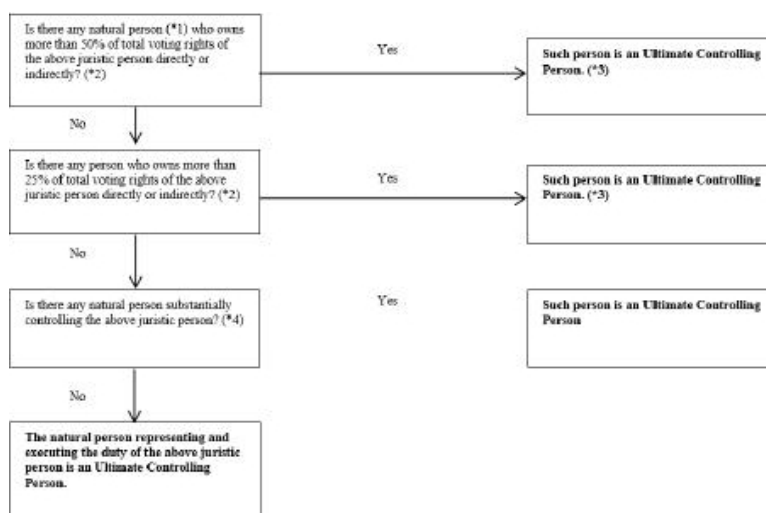 Is there any natural person (*1) who owns
more than 50% of total voting rights of
the above juristic person directly or
indirectly? (*2)
Yes
Such person is an Ultimate Controlling
Person. (*3)
No
Is there any person who owns more than
25% of total voting rights of the above
juristic person directly or indirectly? (*2)
Yes
Such person is an Ultimate Controlling
Person. (*3)
No
Is there any natural person substantially
controlling the above juristic person? (*4)
Yes
Such person is an Ultimate Controlling
Person
No
The natural person representing and
executing the duty of the above juristic
person is an Ultimate Controlling
Person.